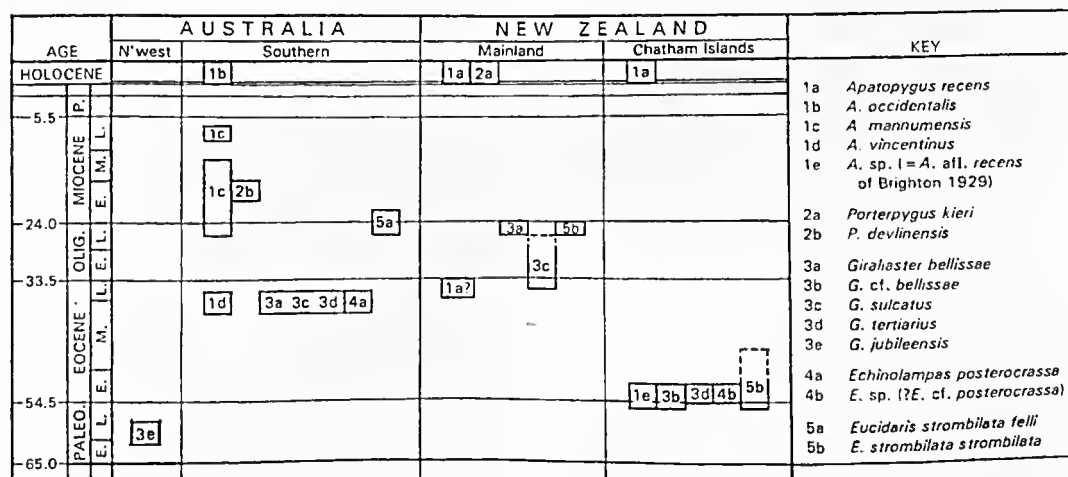 AUSTRALIA NEW ZEALAND
AGE N'west Southern Mainland Chatham Islands KEY
HOLOCENE 1b 1a 2a 1a
P.
5.5
MIOCENE L. 1c
M.
E. 1c 2b
5a 3a 5b
24.0
OLIG. L.
E. 3c
33.5
EOCENE L. 1a?
1d 3a 3c 3d 4a
M.
E. 5b
1e 3b 3d 4b
54.5
PALEO. L. 3e
E.
65.0
1a Apatopygus recens
1b A. occidentalis
1c A mannumensis
1d A. vincentinus
1e A. sp. (= A. afl. recens
of Brighton 1929)
2a Porterpygus kieri
2b P. devlinensis
3a Giraliaster bellissae
3b G. cf. bellissae
3c G. sulcatus
3d G. tertiarius
3e G. jubileensis
4a Echinolampas posterocrassa
4b E. sp. (?E. cf. posterocrassa)
5a Eucidaris strombilata felli
5b E. strombilata strombilata